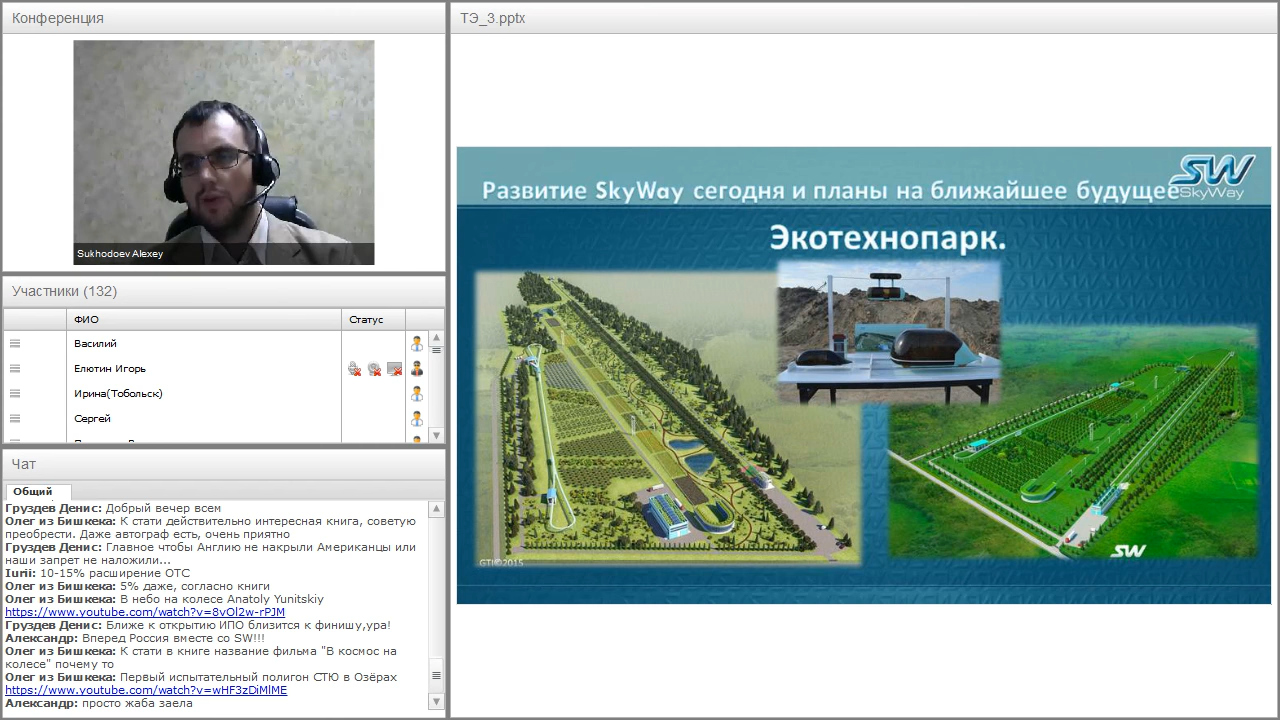 Конференция
Sukhodoev Alexey
Участники (132)
ФИО
Статус
Василий
Елютин Игорь
Ирина(Тобольск)
Сергей
Чат
Общий
Груздев Денис: Добрый вечер всем
Олег из Бишкека: К стати действительно интересная книга, советую
преобрести. Даже автограф есть, очень приятно
Груздев Денис: Главное чтобы Англию не накрыли Американцы или
наши запрет не наложили...
Iurii: 10-15% расширение ОТС
Олег из Бишкека: 5% даже, согласно книги
Олег из Бишкека: В небо на колесе Anatoly Yunitskiy
https://www.youtube.com/watch?v=8vOl2w-rPJM
Груздев Денис: Ближе к открытию ИПО близится к финишу,ура!
Александр: Вперед Россия вместе со SW!!!
Олег из Бишкека: К стати в книге название фильма "В космос на
колесе" почему то
Олег из Бишкека: Первый испытательный полигон СТЮ в Озёрах
https://www.youtube.com/watch?v=wHF3zDiMlME
Александр: просто жаба заела
ТЭ_3.pptx
Развитие SkyWay сегодня и планы на ближайшее будущее
SW
SkyWay
Экотехнопарк.
GTI©2015
SW